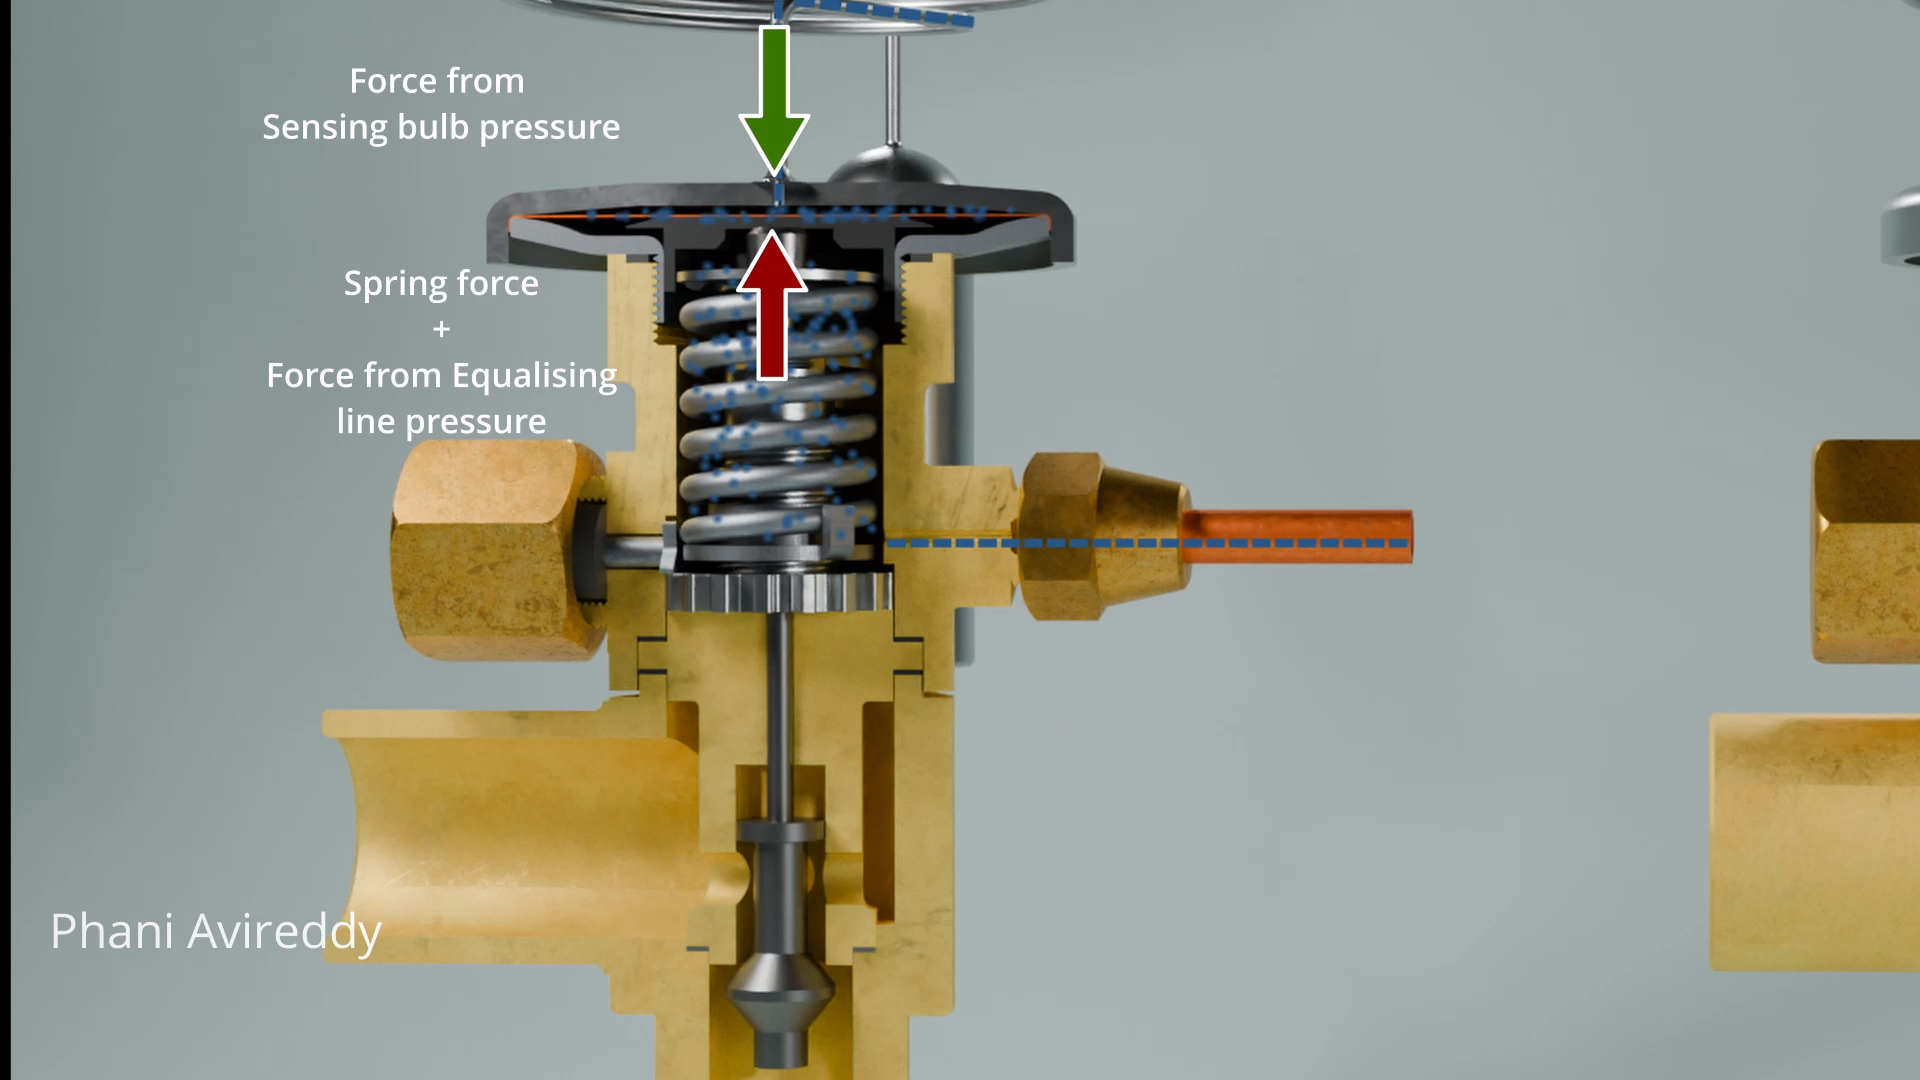 Force from
Sensing bulb pressure
Spring force
+
Force from Equalising
line pressure
Phani Avireddy